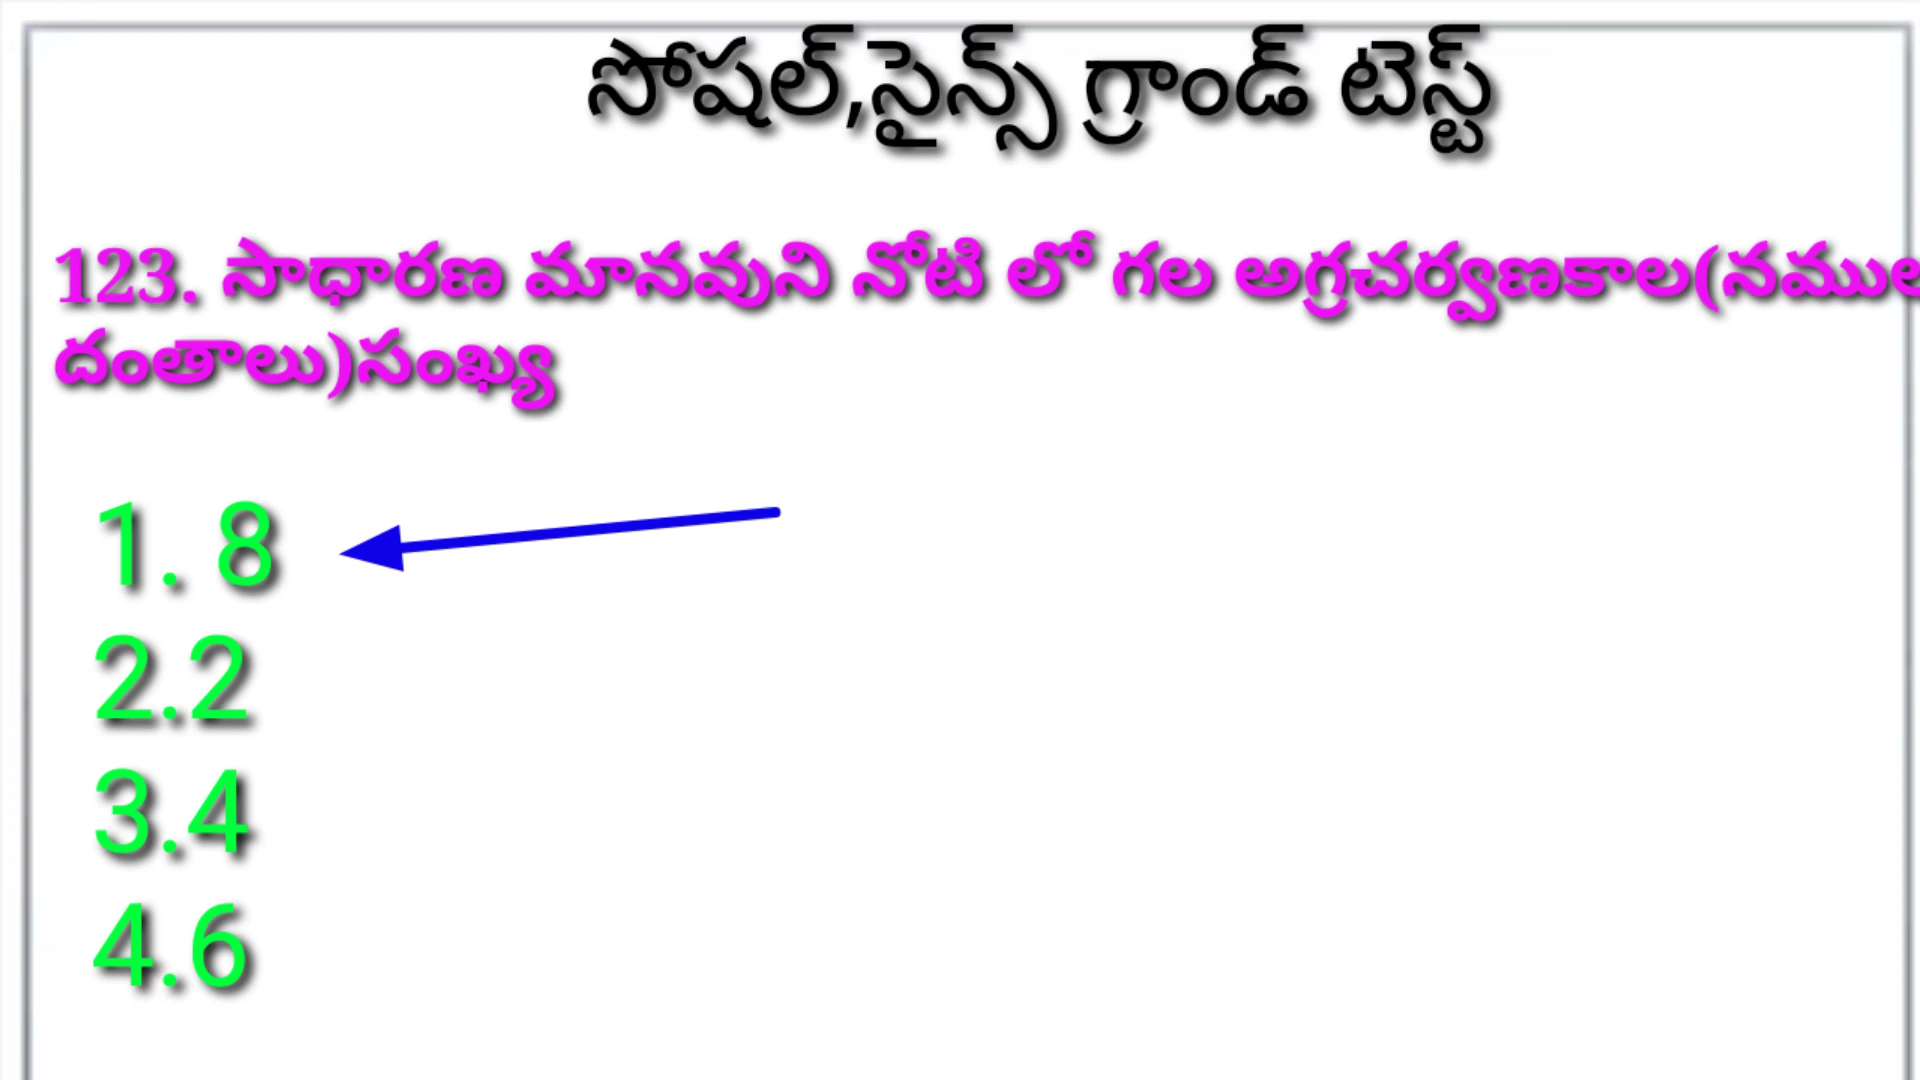 సోషల్,సైన్స్ గ్రాండ్ టెస్ట్
123. సాధారణ మానవుని నోటి లో గల అగ్రచర్వణకాల(నముల
దంతాలు)సంఖ్య
1. 8
2.2
3.4
4.6